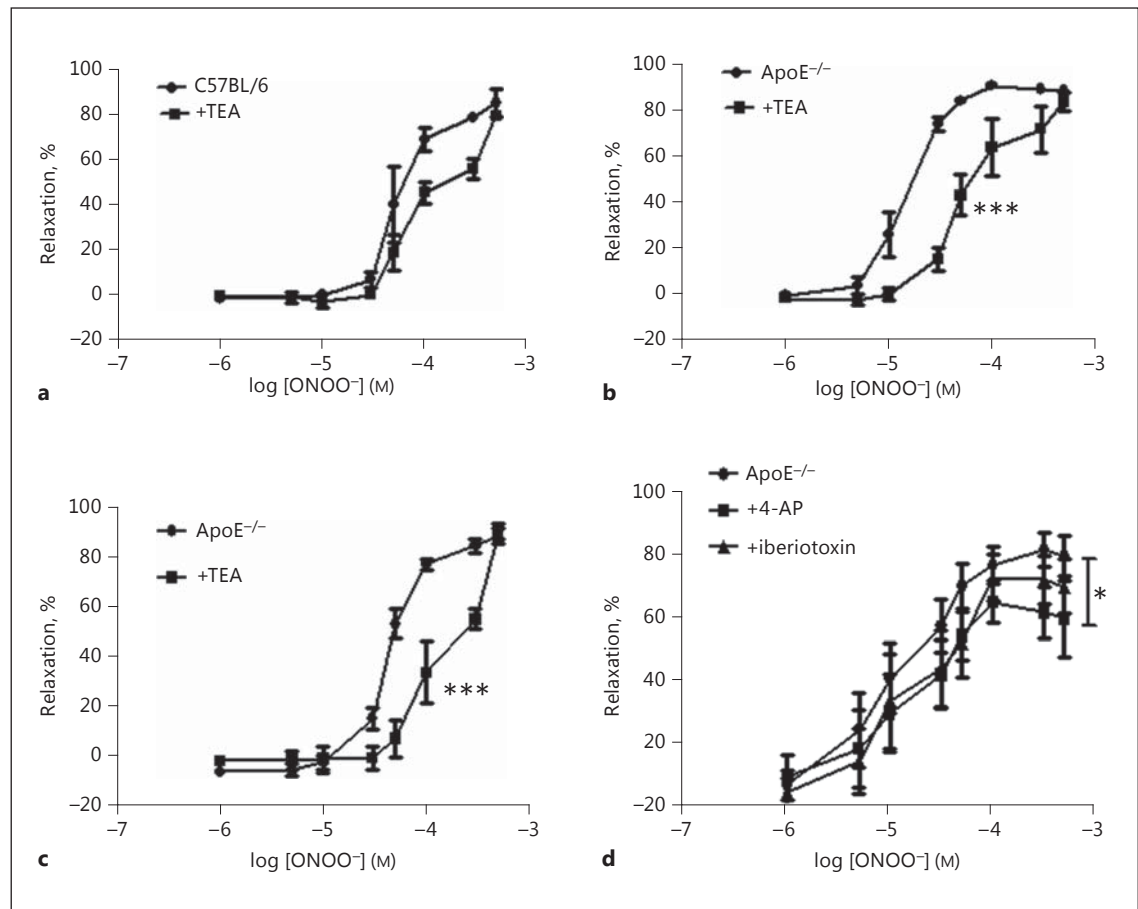 100
80
60
40
20
0
–20
Relaxation, %
C57BL/6
+TEA
–7
–6
–5
–4
–3
log [ONOO⁻] (M)
a
100
80
60
40
20
0
–20
Relaxation, %
ApoE⁻/⁻
+TEA
***
–7
–6
–5
–4
–3
log [ONOO⁻] (M)
b
100
80
60
40
20
0
–20
Relaxation, %
ApoE⁻/⁻
+TEA
***
–7
–6
–5
–4
–3
log [ONOO⁻] (M)
c
ApoE⁻/⁻
+4-AP
+iberiotoxin
100
80
60
40
20
–20
Relaxation, %
*
–7
–6
–5
–4
–3
log [ONOO⁻] (M)
d